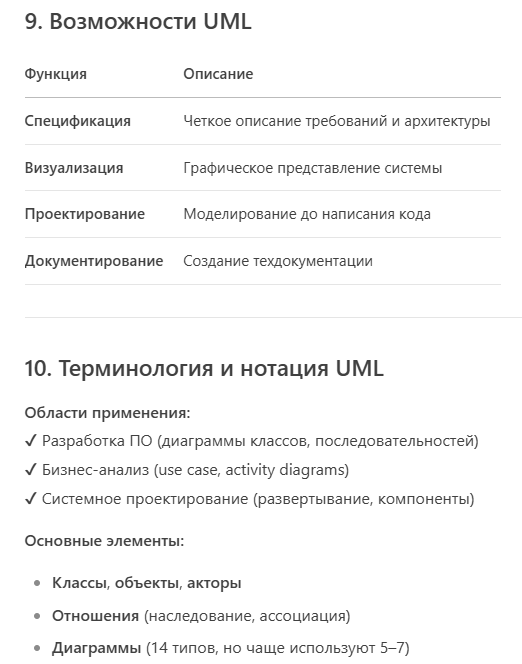 9. Возможности UML
Функция Описание
Спецификация Четкое описание требований и архитектуры
Визуализация Графическое представление системы
Проектирование Моделирование до написания кода
Документирование Создание техдокументации
10. Терминология и нотация UML
Области применения:
✓ Разработка ПО (диаграммы классов, последовательностей)
✓ Бизнес-анализ (use case, activity diagrams)
✓ Системное проектирование (развертывание, компоненты)
Основные элементы:
• Классы, объекты, акторы
• Отношения (наследование, ассоциация)
• Диаграммы (14 типов, но чаще используют 5–7)